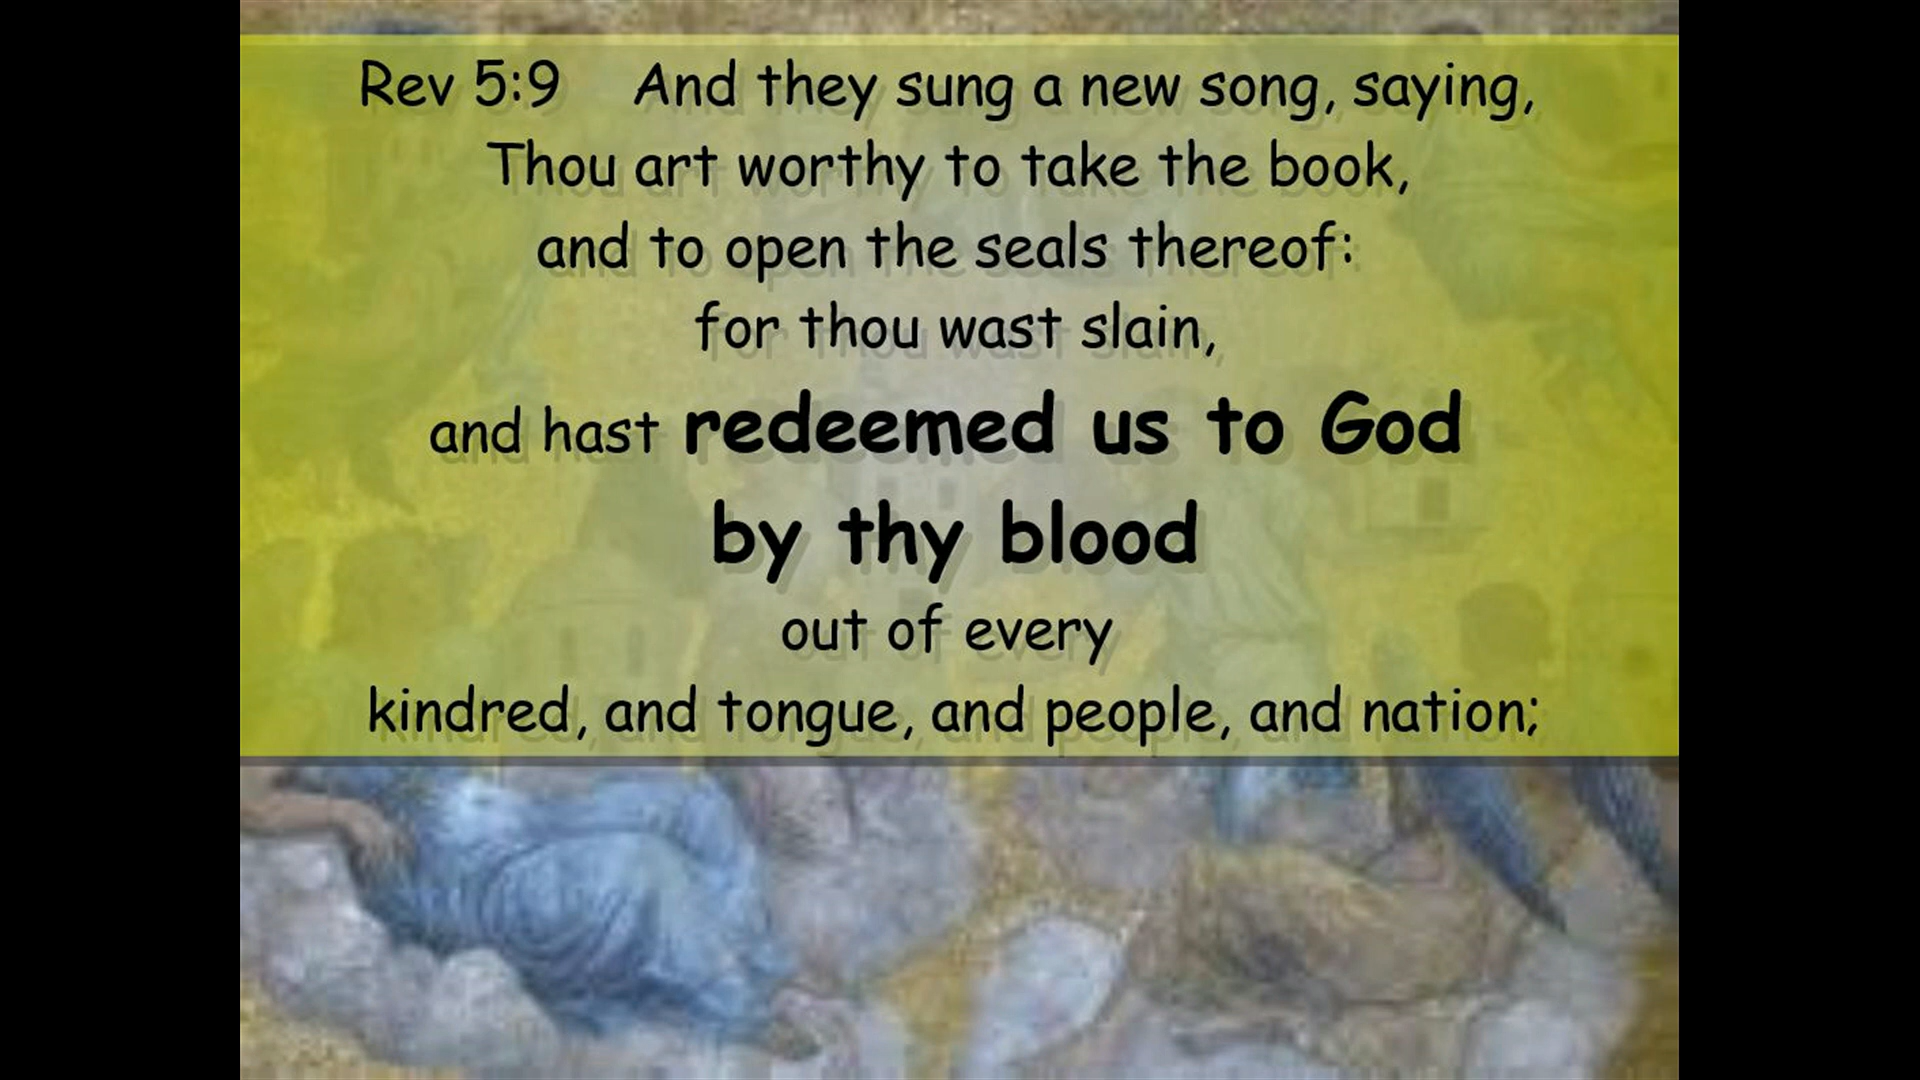 Rev 5:9 And they sung a new song, saying,
Thou art worthy to take the book,
and to open the seals thereof:
for thou wast slain,
and hast redeemed us to God
by thy blood
out of every
kindred, and tongue, and people, and nation;